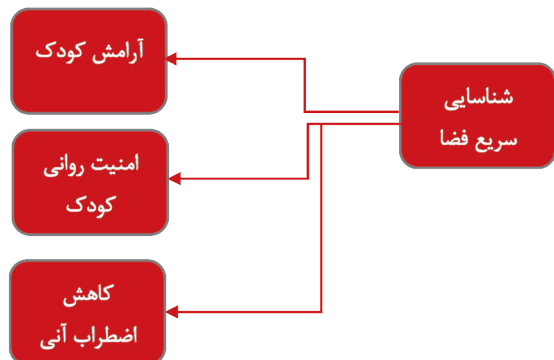 شناسایی
سریع فضا
آرامش کودک
امنیت روانی
کودک
کاهش
اضطراب آنی